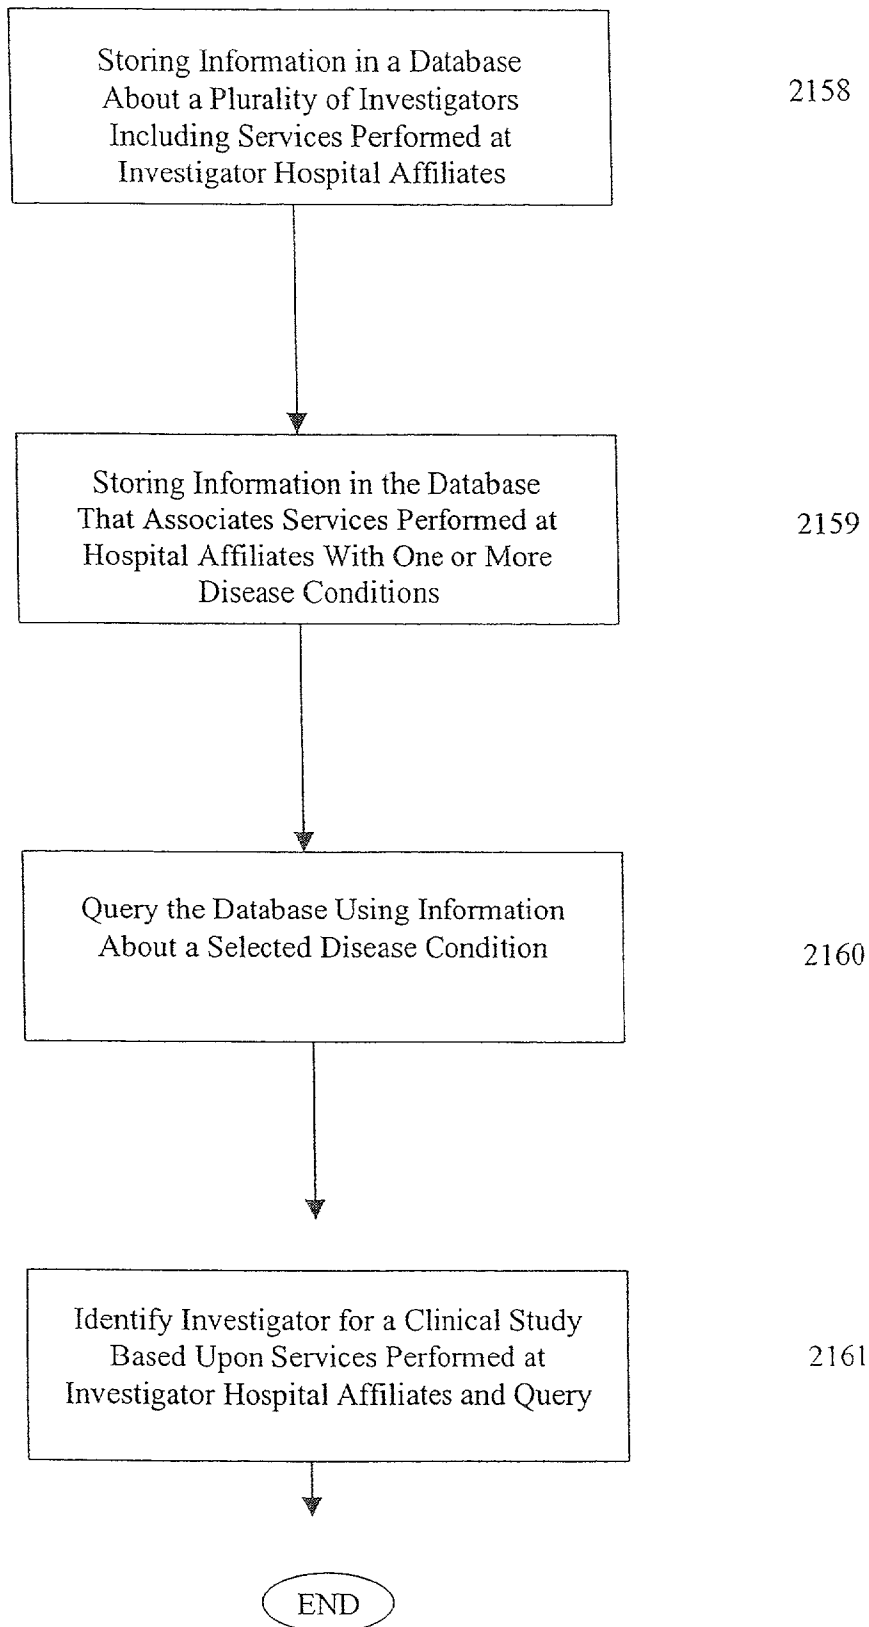 Storing Information in a Database
About a Plurality of Investigators
Including Services Performed at
Investigator Hospital Affiliates
2158
Storing Information in the Database
That Associates Services Performed at
Hospital Affiliates With One or More
Disease Conditions
2159
Query the Database Using Information
About a Selected Disease Condition
2160
Identify Investigator for a Clinical Study
Based Upon Services Performed at
Investigator Hospital Affiliates and Query
2161
END